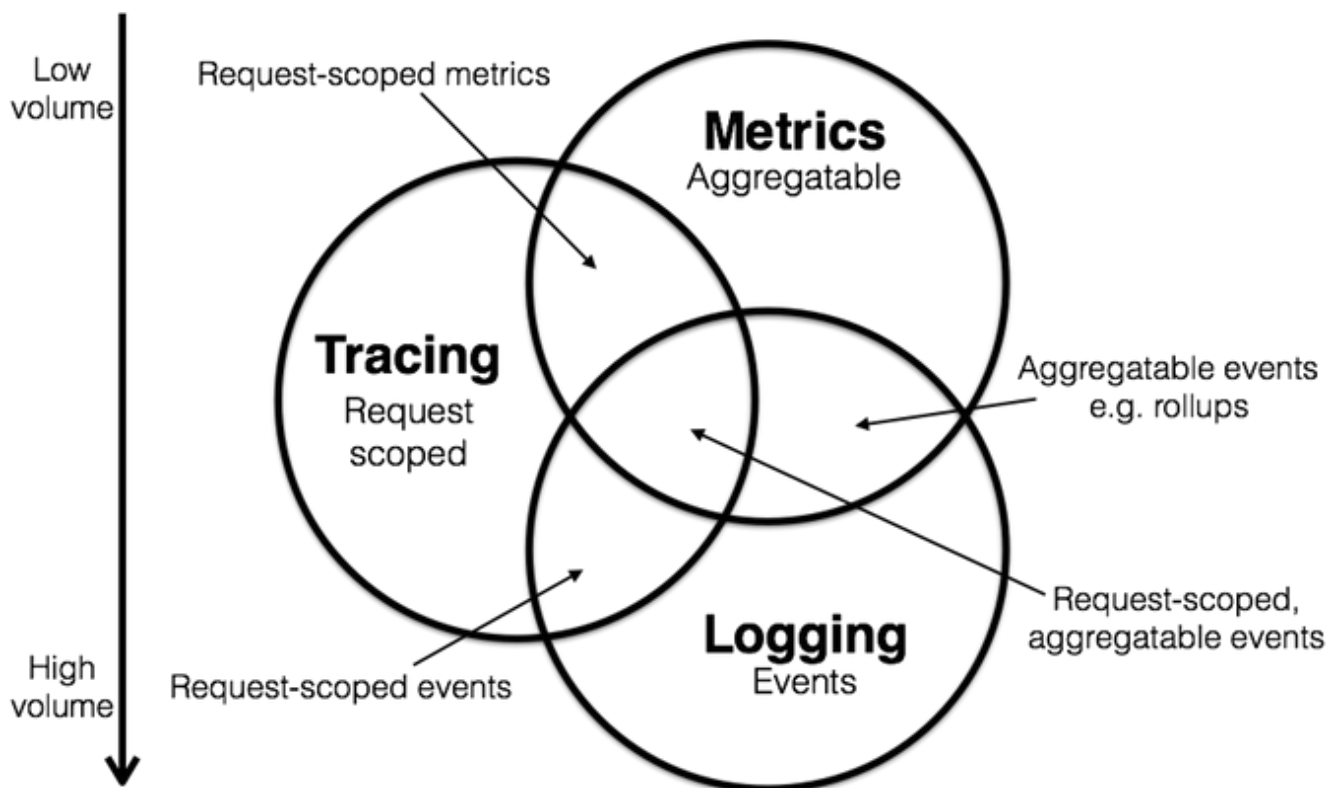 Low
volume
Request-scoped metrics
Metrics
Aggregatable
Tracing
Request
scoped
Aggregatable events
e.g. rollups
Request-scoped,
aggregatable events
Logging
Events
High
volume
Request-scoped events